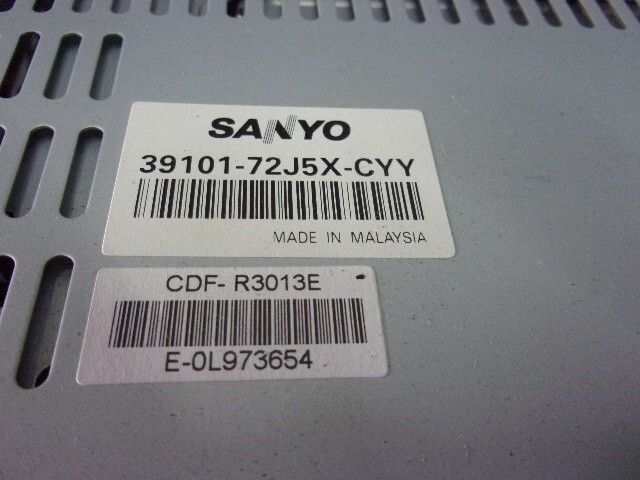 SANYO
39101-72J5X-CYY
MADE IN MALAYSIA
CDF- R3013E
E-0L973654